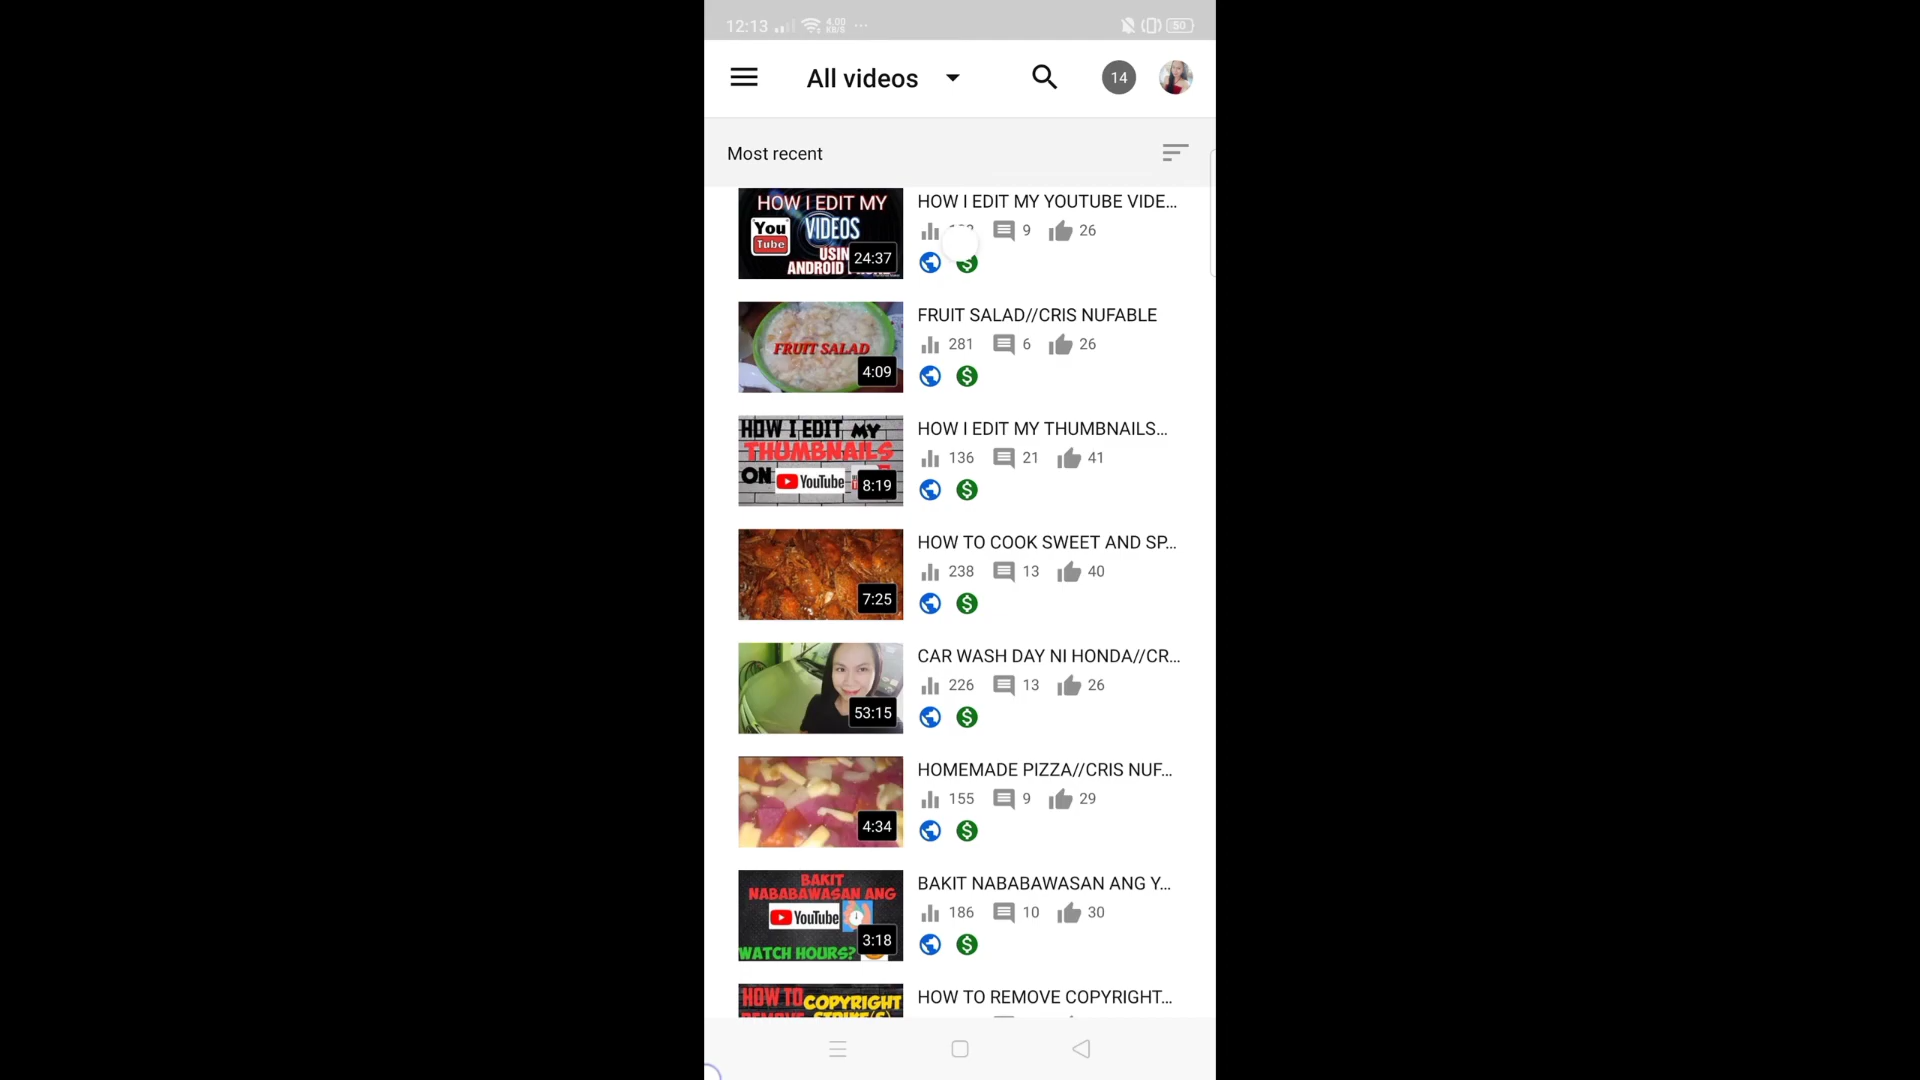 12:13 4.00 KB/S ... 50
All videos 14
Most recent
HOW I EDIT MY
You Tube VIDEOS
24:37
HOW I EDIT MY YOUTUBE VIDE...
9 26
FRUIT SALAD
4:09
FRUIT SALAD//CRIS NUFABLE
281 6 26
HOW I EDIT MY
THUMBNAILS
ON YouTube
8:19
HOW I EDIT MY THUMBNAILS...
136 21 41
7:25
HOW TO COOK SWEET AND SP...
238 13 40
53:15
CAR WASH DAY NI HONDA//CR...
226 13 26
4:34
HOMEMADE PIZZA//CRIS NUF...
155 9 29
BAKIT
NABABAWASAN ANG
YouTube
WATCH HOURS?
3:18
BAKIT NABABAWASAN ANG Y...
186 10 30
HOW TO COPYRIGHT
HOW TO REMOVE COPYRIGHT...